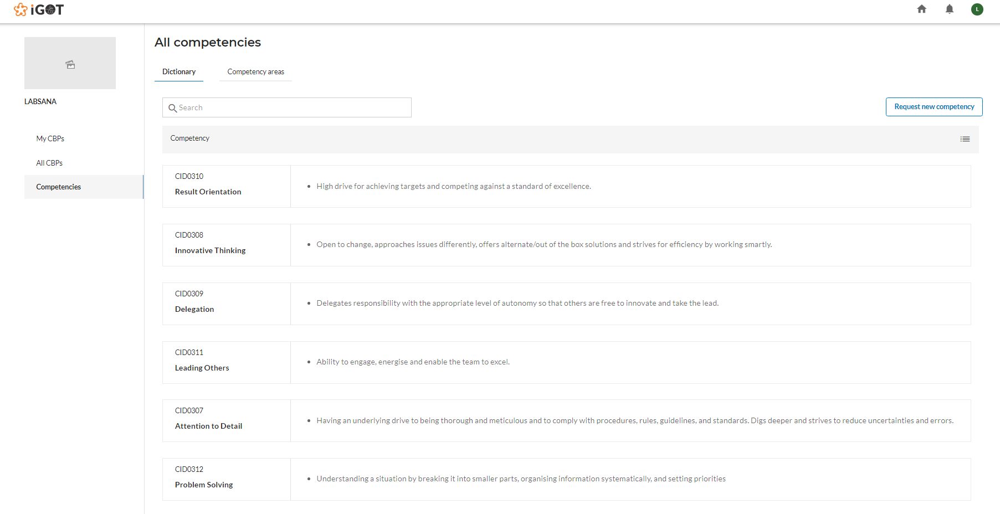 iGOT
L
LABSANA
My CBPs
All CBPs
Competencies
All competencies
Dictionary
Competency areas
Search
Request new competency
Competency
CID0310
Result Orientation
• High drive for achieving targets and competing against a standard of excellence.
CID0308
Innovative Thinking
• Open to change, approaches issues differently, offers alternate/out of the box solutions and strives for efficiency by working smartly.
CID0309
Delegation
• Delegates responsibility with the appropriate level of autonomy so that others are free to innovate and take the lead.
CID0311
Leading Others
• Ability to engage, energise and enable the team to excel.
CID0307
Attention to Detail
• Having an underlying drive to being thorough and meticulous and to comply with procedures, rules, guidelines, and standards. Digs deeper and strives to reduce uncertainties and errors.
CID0312
Problem Solving
• Understanding a situation by breaking it into smaller parts, organising information systematically, and setting priorities